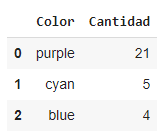 Color Cantidad
0 purple 21
1 cyan 5
2 blue 4